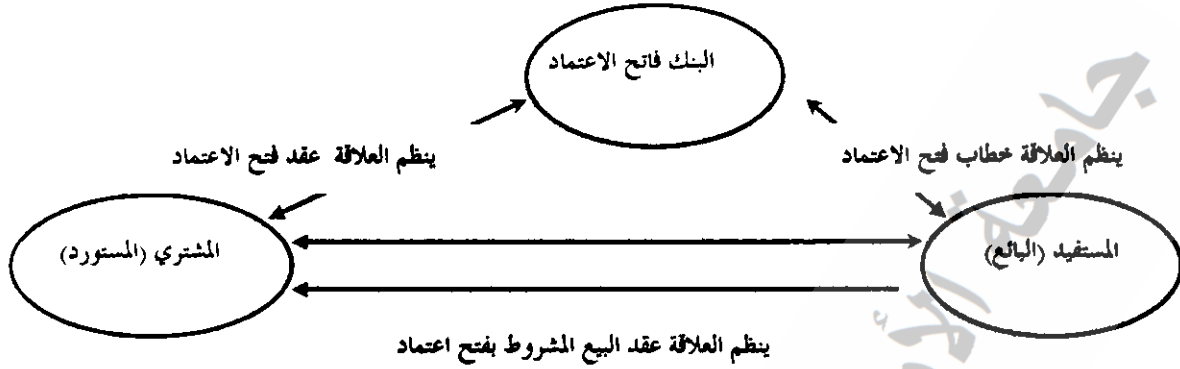 البنك فاتح الاعتماد
ينظم العلاقة خطاب فتح الاعتماد
ينظم العلاقة عقد فتح الاعتماد
المستفيد (البائع)
المشتري (المستورد)
ينظم العلاقة عقد البيع المشروط بفتح اعتماد
جامعة